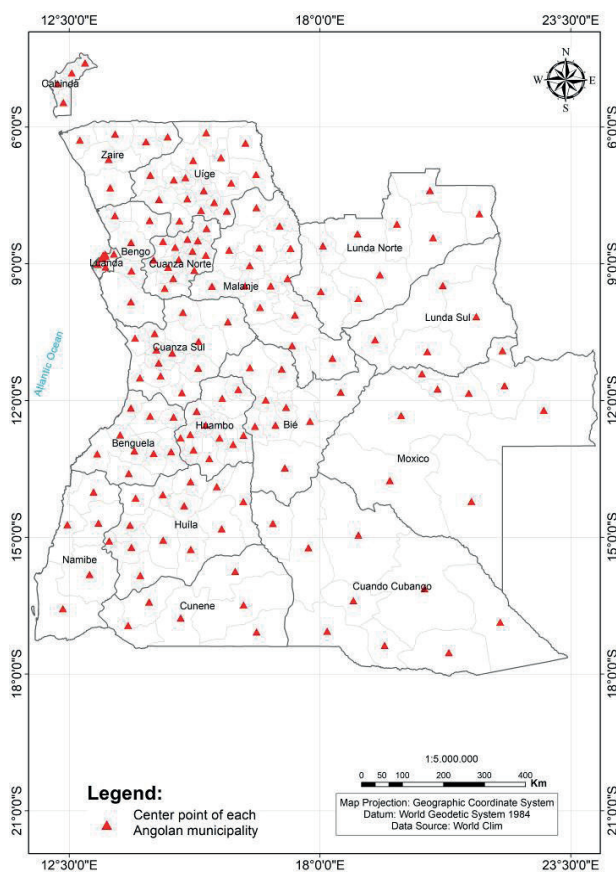 12°30'0"E 18°0'0"E 23°30'0"E
N
W E
S
Cabinda
6°0'0"S 6°0'0"S
Zaire
Uíge
Lunda Norte
Bengo
Luanda
Cuanza Norte
9°0'0"S 9°0'0"S
Malanje
Lunda Sul
Atlantic Ocean
Cuanza Sul
12°0'0"S 12°0'0"S
Huambo
Bié
Benguela
Moxico
15°0'0"S 15°0'0"S
Huíla
Namibe
Cuando Cubango
Cunene
18°0'0"S 18°0'0"S
1:5.000.000
0 50 100 200 300 400
Km
Legend:
Center point of each
Angolan municipality
Map Projection: Geographic Coordinate System
Datum: World Geodetic System 1984
Data Source: World Clim
21°0'0"S 21°0'0"S
12°30'0"E 18°0'0"E 23°30'0"E